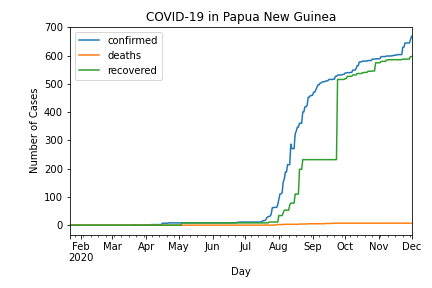 COVID-19 in Papua New Guinea
confirmed
deaths
recovered
Number of Cases
700
600
500
400
300
200
100
0
Feb Mar Apr May Jun Jul Aug Sep Oct Nov Dec
2020
Day